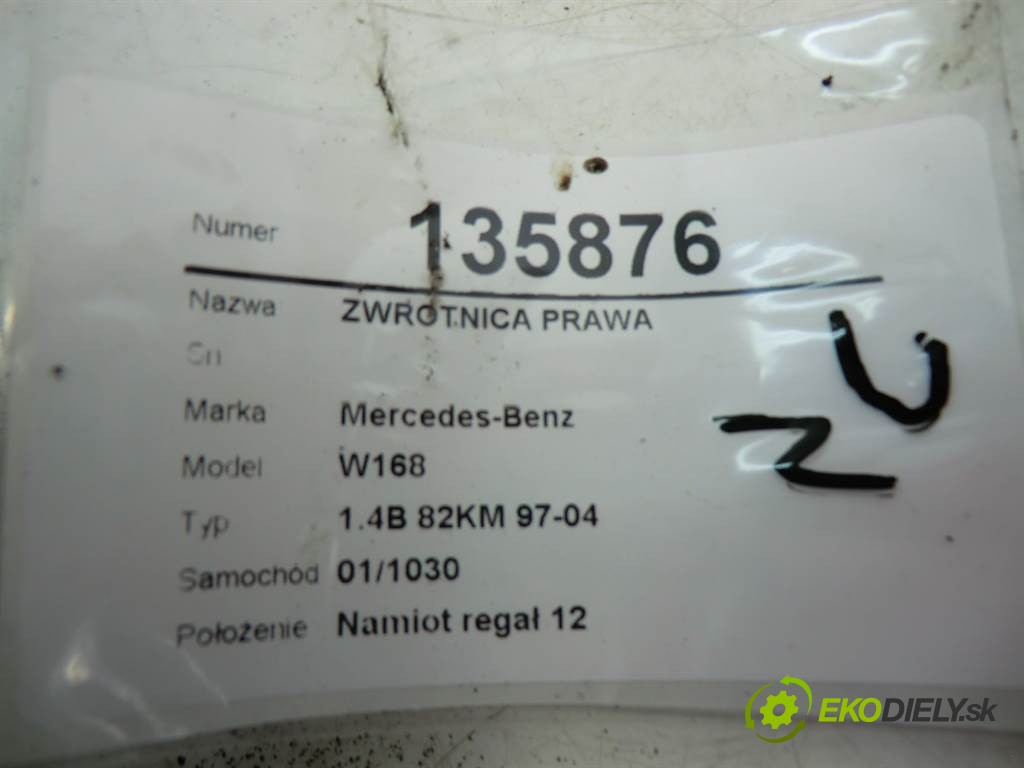 Numer 135876
Nazwa ZWROTNICA PRAWA
Sn
Marka Mercedes-Benz
Model W168
Typ 1.4B 82KM 97-04
Samochód 01/1030
Położenie Namiot regał 12
EKODIELY.sk